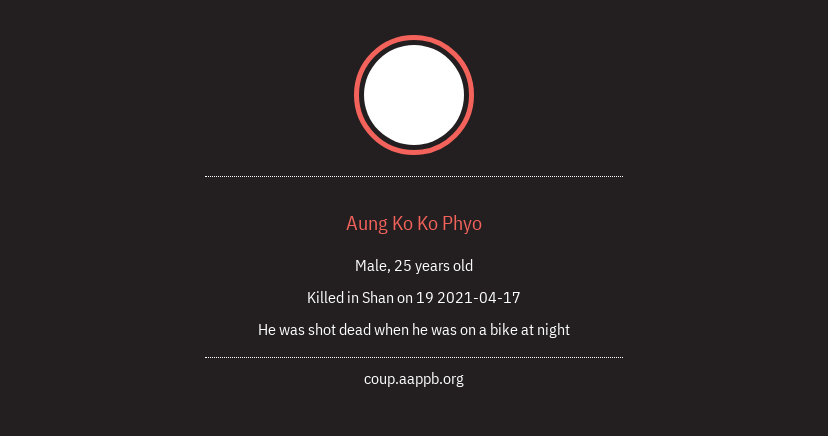 Aung Ko Ko Phyo
Male, 25 years old
Killed in Shan on 19 2021-04-17
He was shot dead when he was on a bike at night
coup.aappb.org